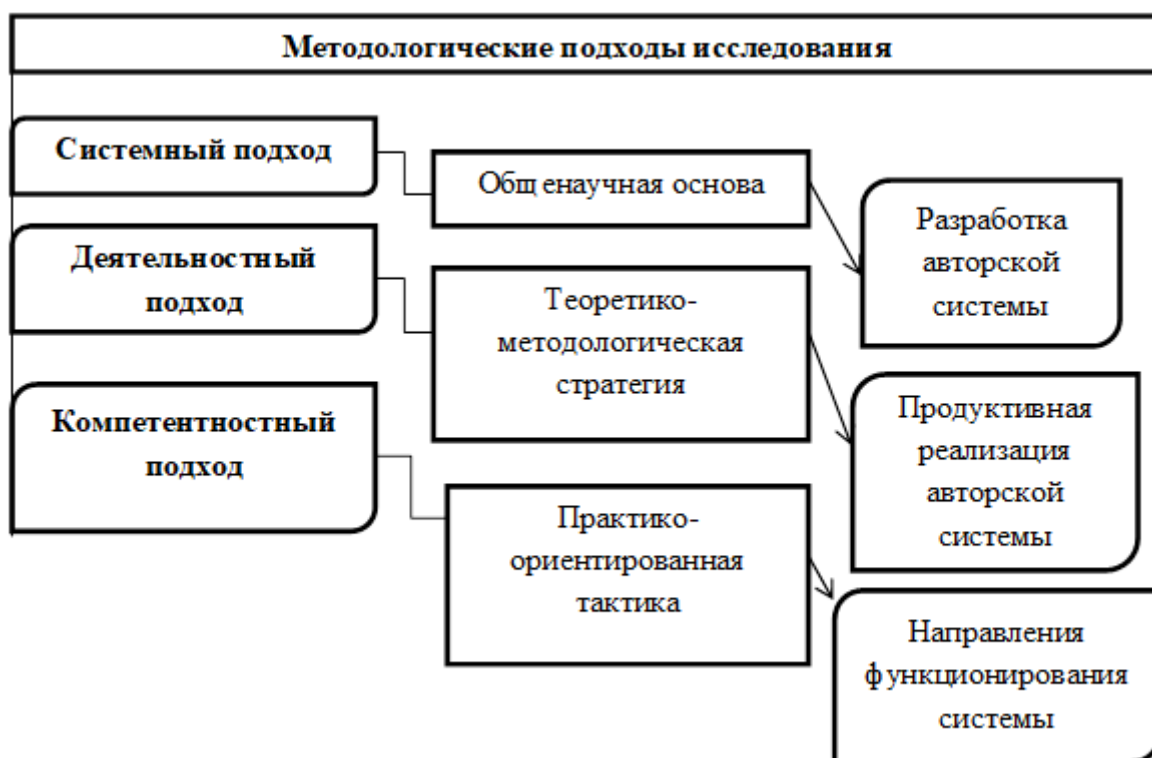 Методологические подходы исследования
Системный подход
Общенаучная основа
Разработка
авторской
системы
Деятельностный
подход
Теоретико-
методологическая
стратегия
Продуктивная
реализация
авторской
системы
Компетентностный
подход
Практико-
ориентированная
тактика
Направления
функционирования
системы